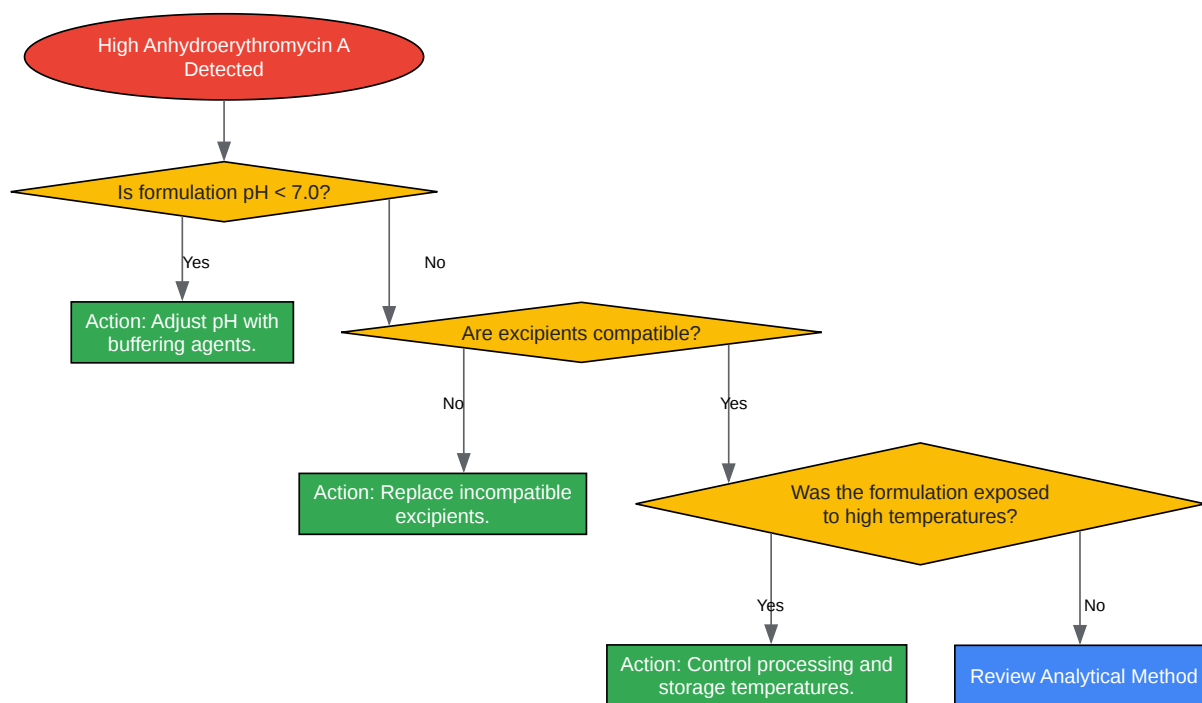 High Anhydroerythromycin A
Detected
Is formulation pH < 7.0?
Yes
No
Action: Adjust pH with
buffering agents.
Are excipients compatible?
No
Yes
Action: Replace incompatible
excipients.
Was the formulation exposed
to high temperatures?
Yes
No
Action: Control processing and
storage temperatures.
Review Analytical Method